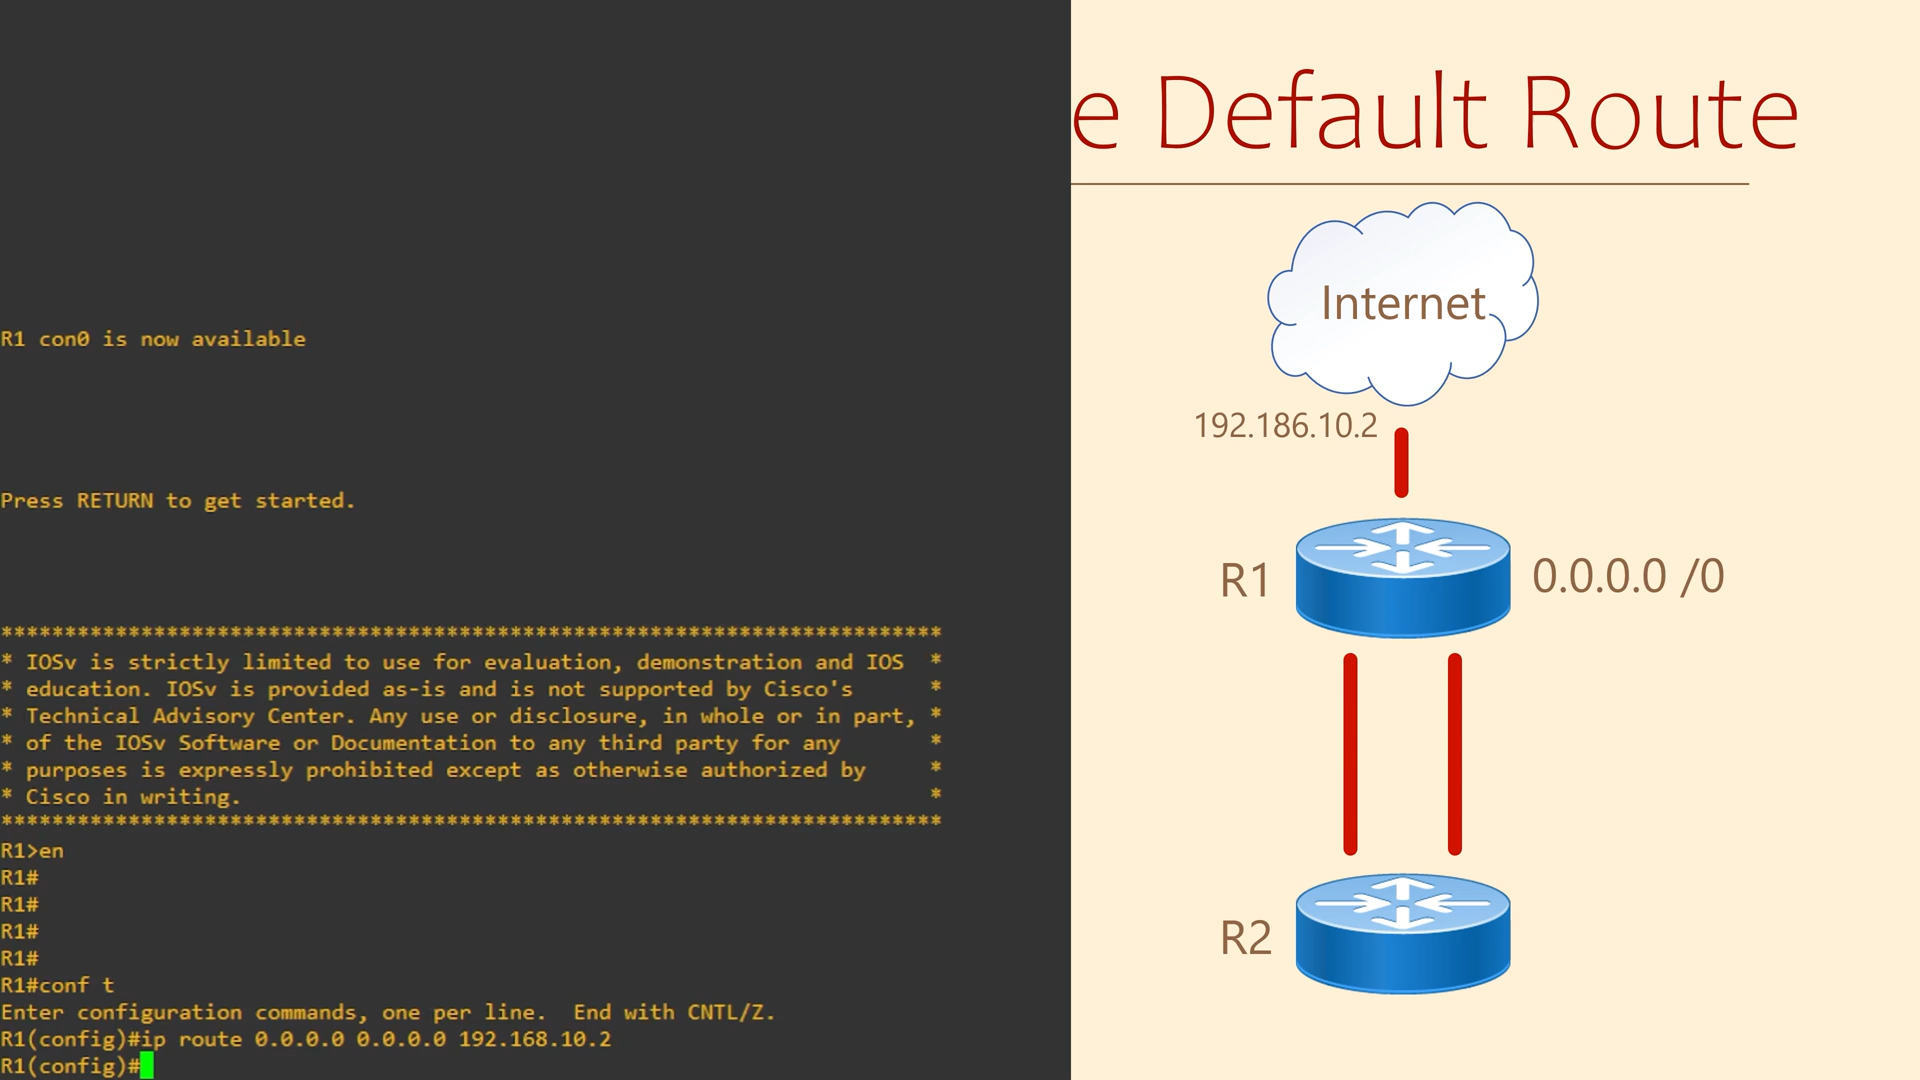 R1 con0 is now available
Press RETURN to get started.
**************************************************************************
* IOSv is strictly limited to use for evaluation, demonstration and IOS  *
* education. IOSv is provided as-is and is not supported by Cisco's      *
* Technical Advisory Center. Any use or disclosure, in whole or in part, *
* of the IOSv Software or Documentation to any third party for any       *
* purposes is expressly prohibited except as otherwise authorized by     *
* Cisco in writing.                                                      *
**************************************************************************
R1>en
R1#
R1#
R1#
R1#
R1#conf t
Enter configuration commands, one per line.  End with CNTL/Z.
R1(config)#ip route 0.0.0.0 0.0.0.0 192.168.10.2
R1(config)#
e Default Route
Internet
192.186.10.2
R1
0.0.0.0 /0
R2